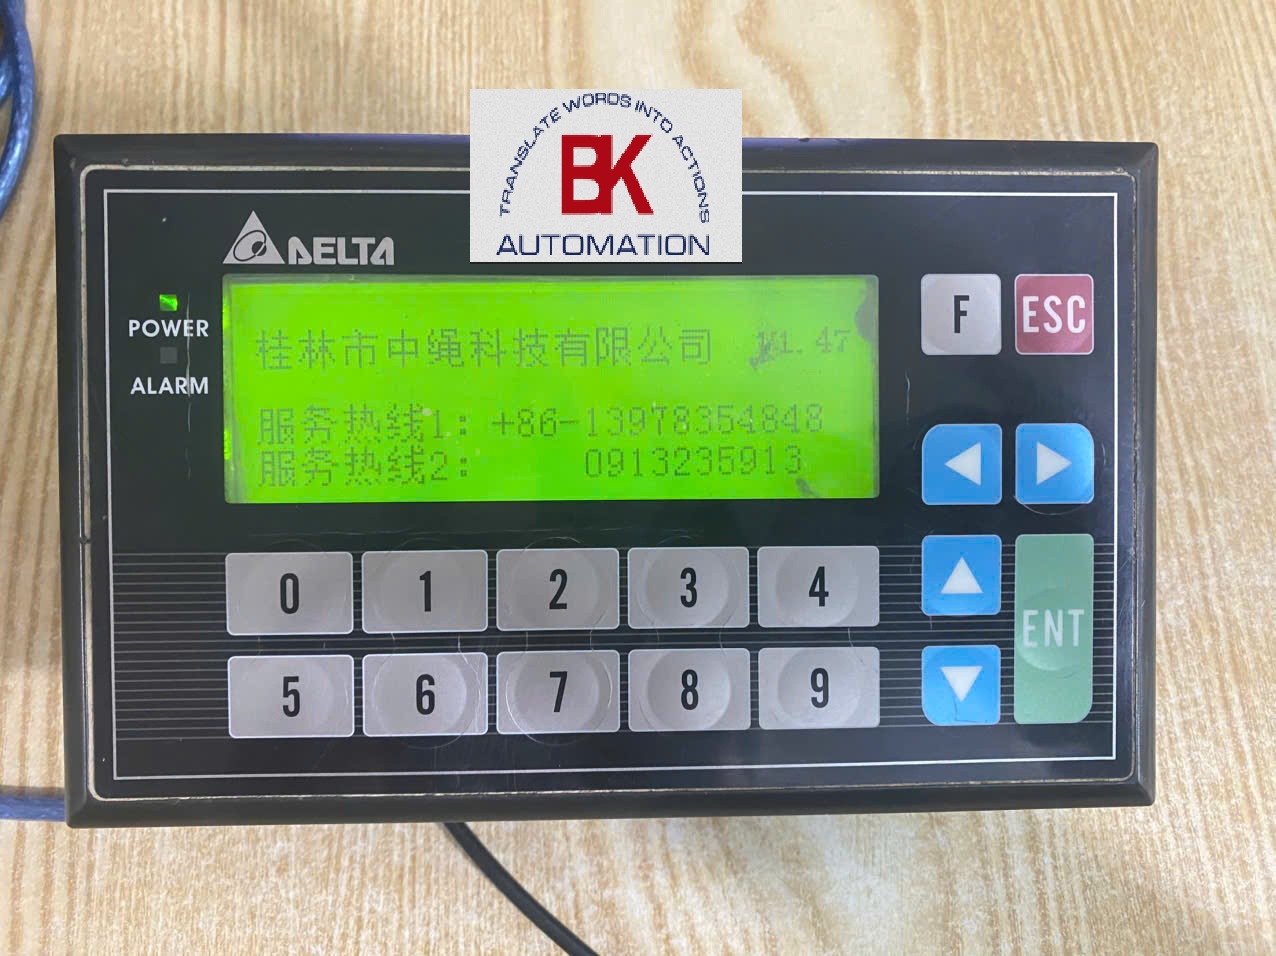 TRANSLATE WORDS INTO ACTIONS
BK
AUTOMATION
DELTA
POWER
ALARM
桂林市中绳科技有限公司 V1.47
服务热线1: +86-13978354848
服务热线2: 0913235913
F
ESC
0
1
2
3
4
ENT
5
6
7
8
9